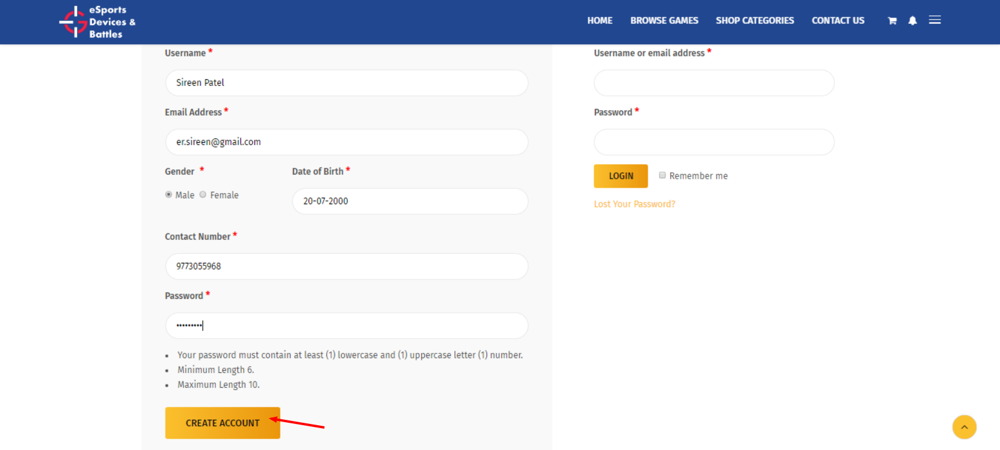 eSports
Devices &
Battles
HOME BROWSE GAMES SHOP CATEGORIES CONTACT US
Username *
Sireen Patel
Email Address *
er.sireen@gmail.com
Gender * Date of Birth *
Male Female
20-07-2000
Contact Number *
9773055968
Password *
•••••••••
• Your password must contain at least (1) lowercase and (1) uppercase letter (1) number.
• Minimum Length 6.
• Maximum Length 10.
CREATE ACCOUNT
Username or email address *
Password *
LOGIN Remember me
Lost Your Password?